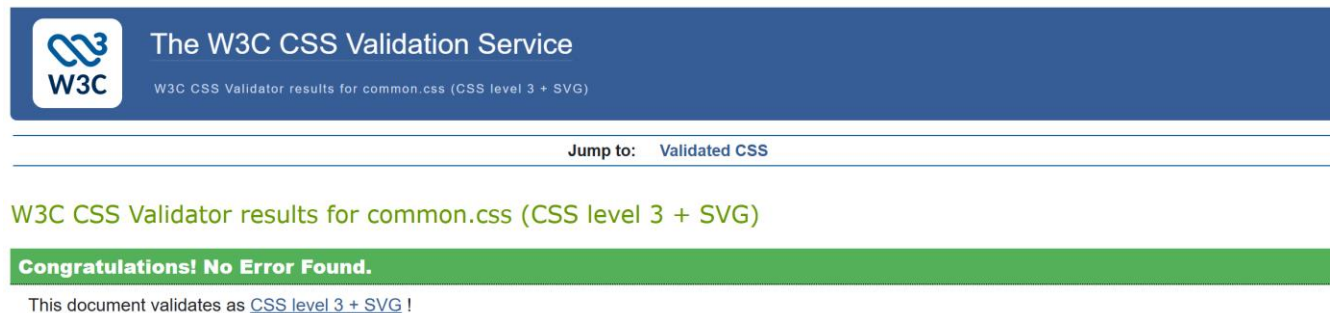 W3C
The W3C CSS Validation Service
W3C CSS Validator results for common.css (CSS level 3 + SVG)
Jump to: Validated CSS
W3C CSS Validator results for common.css (CSS level 3 + SVG)
Congratulations! No Error Found.
This document validates as CSS level 3 + SVG !